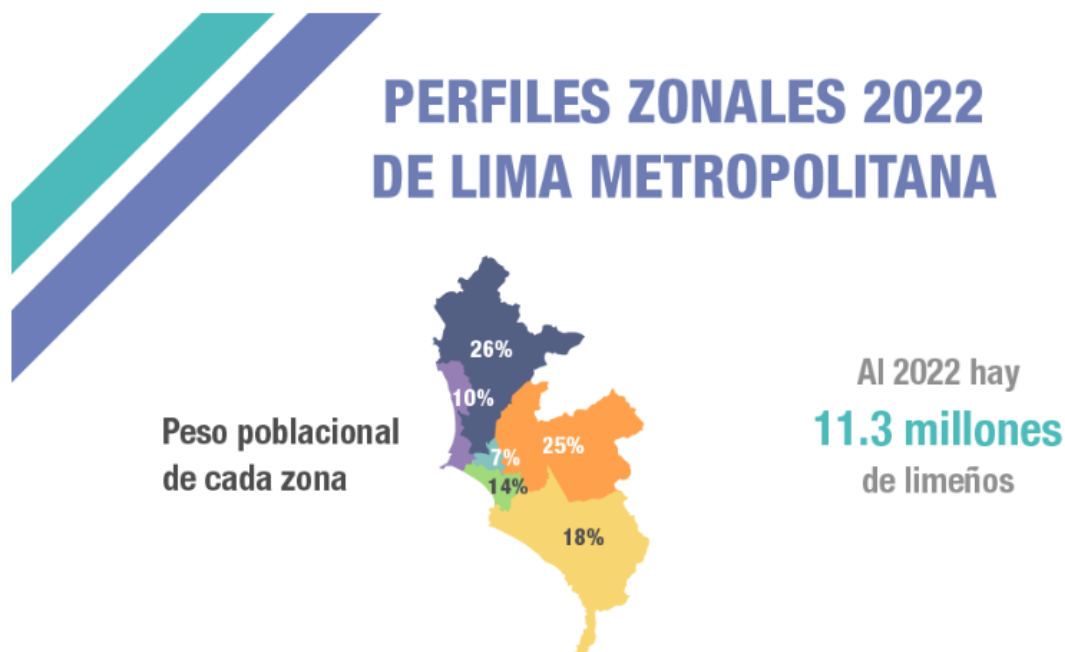 PERFILES ZONALES 2022
DE LIMA METROPOLITANA
26%
10%
25%
7%
14%
18%
Peso poblacional
de cada zona
Al 2022 hay
11.3 millones
de limeños